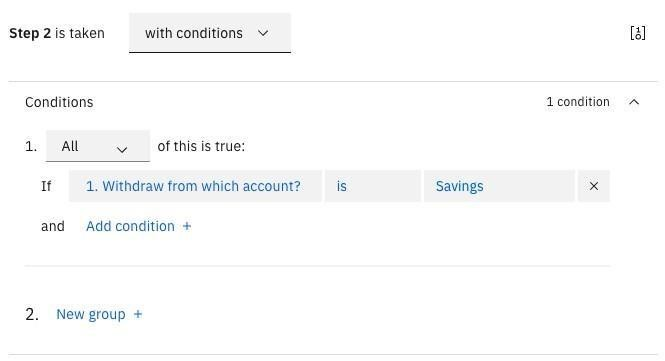 Step 2 is taken with conditions
Conditions 1 condition
1. All of this is true:
If 1. Withdraw from which account? is Savings ×
and Add condition +
2. New group +